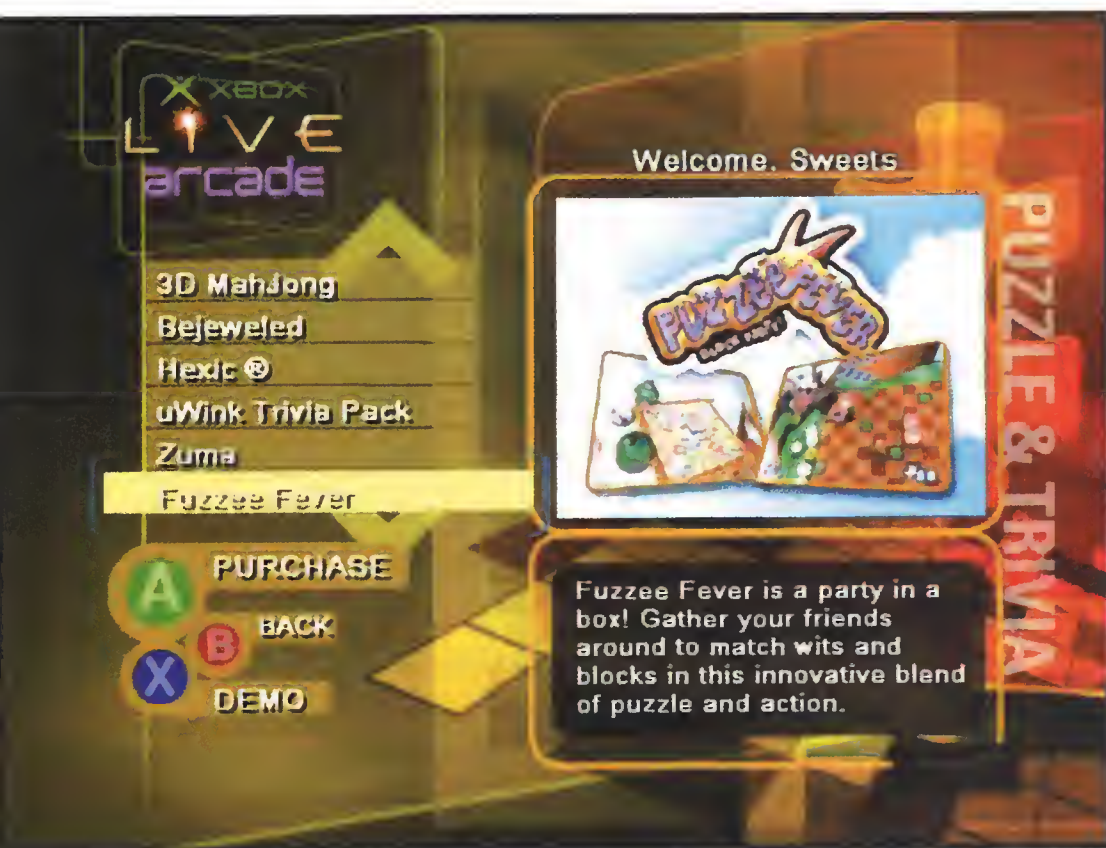 X XBOX
LIVE
arcade
3D Mahjong
Bejeweled
Hexic ®
uWink Trivia Pack
Zuma
Fuzzee Fever
A PURCHASE
B BACK
X DEMO
Welcome, Sweets
FUZZEE FEVER
Fuzzee Fever is a party in a
box! Gather your friends
around to match wits and
blocks in this innovative blend
of puzzle and action.
PUZZLE & TRIVIA